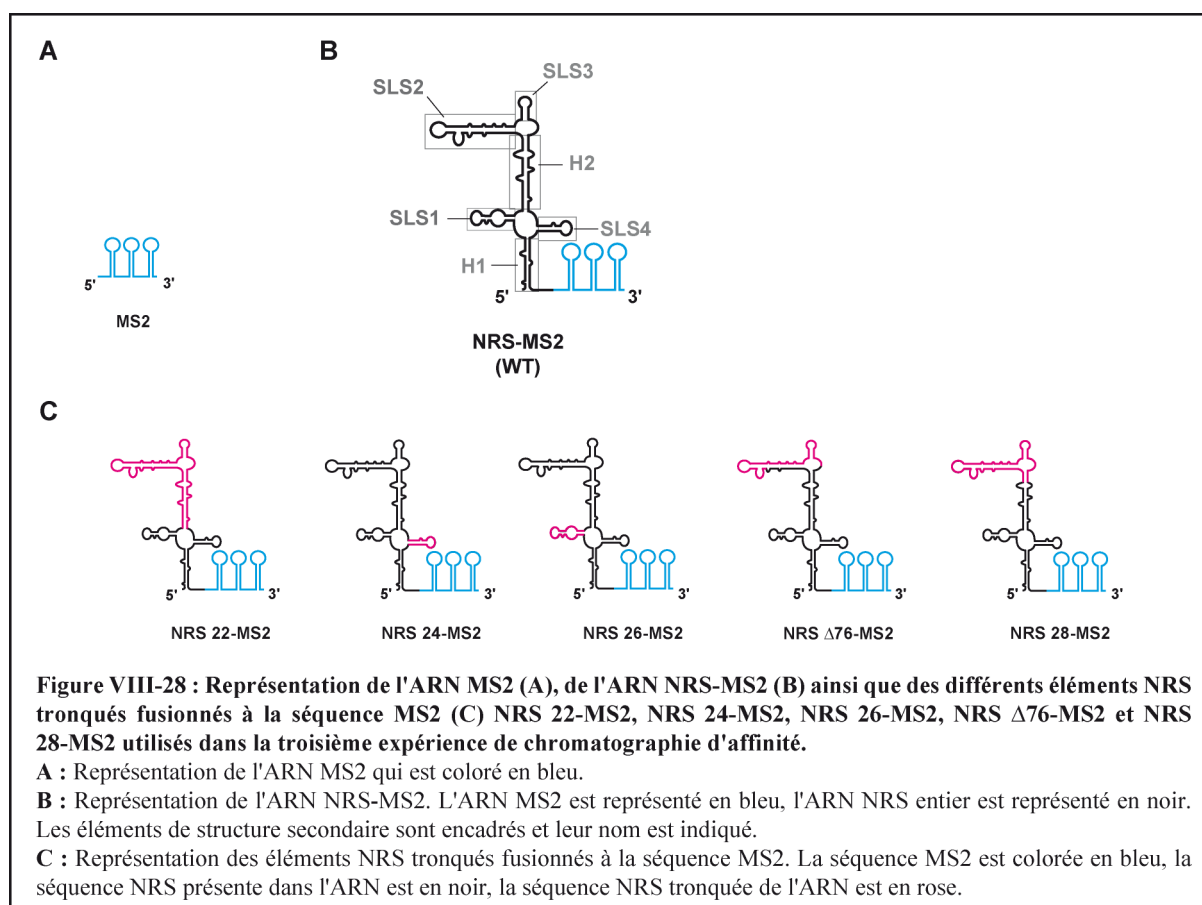 A
B
SLS3
SLS2
H2
SLS1
SLS4
H1
5' 3'
5' 3'
MS2
NRS-MS2
(WT)
C
5' 3' 5' 3' 5' 3' 5' 3' 5' 3'
NRS 22-MS2 NRS 24-MS2 NRS 26-MS2 NRS Δ76-MS2 NRS 28-MS2
Figure VIII-28 : Représentation de l'ARN MS2 (A), de l'ARN NRS-MS2 (B) ainsi que des différents éléments NRS
tronqués fusionnés à la séquence MS2 (C) NRS 22-MS2, NRS 24-MS2, NRS 26-MS2, NRS Δ76-MS2 et NRS
28-MS2 utilisés dans la troisième expérience de chromatographie d'affinité.
A : Représentation de l'ARN MS2 qui est coloré en bleu.
B : Représentation de l'ARN NRS-MS2. L'ARN MS2 est représenté en bleu, l'ARN NRS entier est représenté en noir.
Les éléments de structure secondaire sont encadrés et leur nom est indiqué.
C : Représentation des éléments NRS tronqués fusionnés à la séquence MS2. La séquence MS2 est colorée en bleu, la
séquence NRS présente dans l'ARN est en noir, la séquence NRS tronquée de l'ARN est en rose.